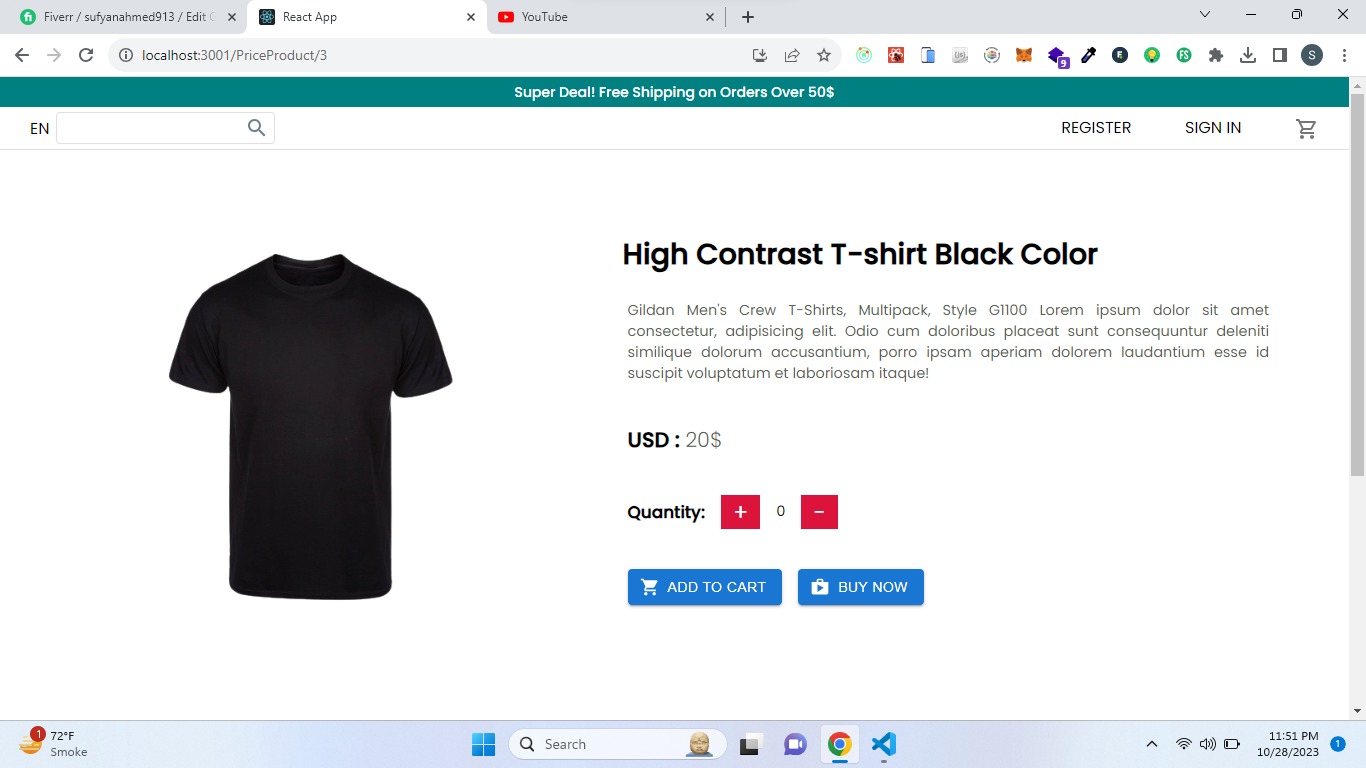 Fiverr / sufyanahmed913 / Edit G
React App
YouTube
localhost:3001/PriceProduct/3
9
S
Super Deal! Free Shipping on Orders Over 50$
EN
REGISTER
SIGN IN
High Contrast T-shirt Black Color
Gildan Men's Crew T-Shirts, Multipack, Style G1100 Lorem ipsum dolor sit amet
consectetur, adipisicing elit. Odio cum doloribus placeat sunt consequuntur deleniti
similique dolorum accusantium, porro ipsam aperiam dolorem laudantium esse id
suscipit voluptatum et laboriosam itaque!
USD : 20$
Quantity: + 0 -
ADD TO CART
BUY NOW
1
72°F
Smoke
Search
11:51 PM
10/28/2023
1